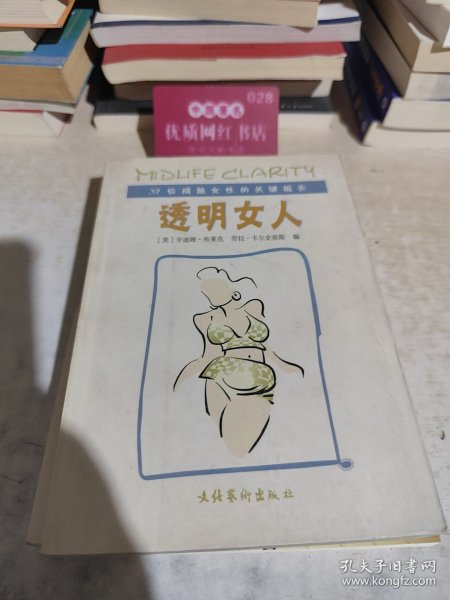 028
优质网红书店
MIDLIFE CLARITY
37位成熟女性的关键报告
透明女人
[美]辛迪娅·布莱克 劳拉·卡尔史密斯 编
文化艺术出版社
孔夫子旧书网
www.kongfz.com